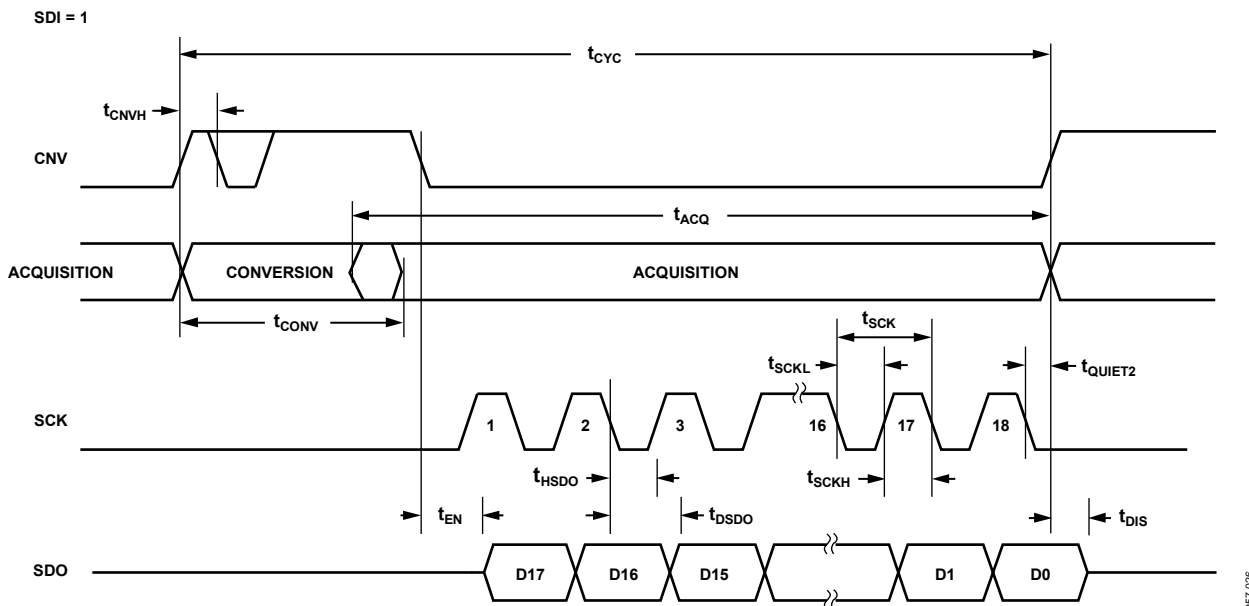 SDI = 1
tCYC
tCNVH
CNV
tACQ
ACQUISITION CONVERSION ACQUISITION
tCONV
tSCK
tSCKL
tQUIET2
SCK 1 2 3 16 17 18
tHSDO
tSCKH
tEN
tDSDO
tDIS
SDO D17 D16 D15 D1 D0